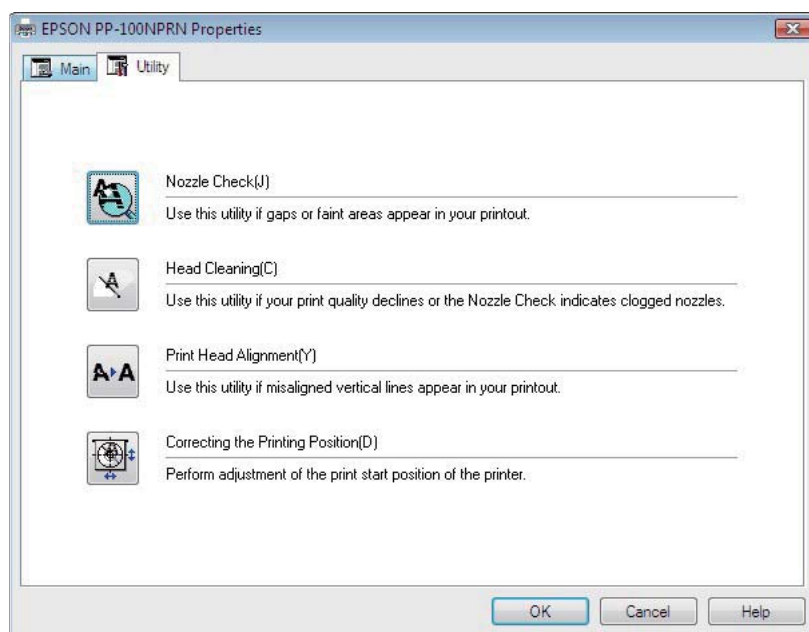 EPSON PP-100NPRN Properties
Main Utility
Nozzle Check(J)
Use this utility if gaps or faint areas appear in your printout.
Head Cleaning(C)
Use this utility if your print quality declines or the Nozzle Check indicates clogged nozzles.
Print Head Alignment(Y)
Use this utility if misaligned vertical lines appear in your printout.
Correcting the Printing Position(D)
Perform adjustment of the print start position of the printer.
OK Cancel Help